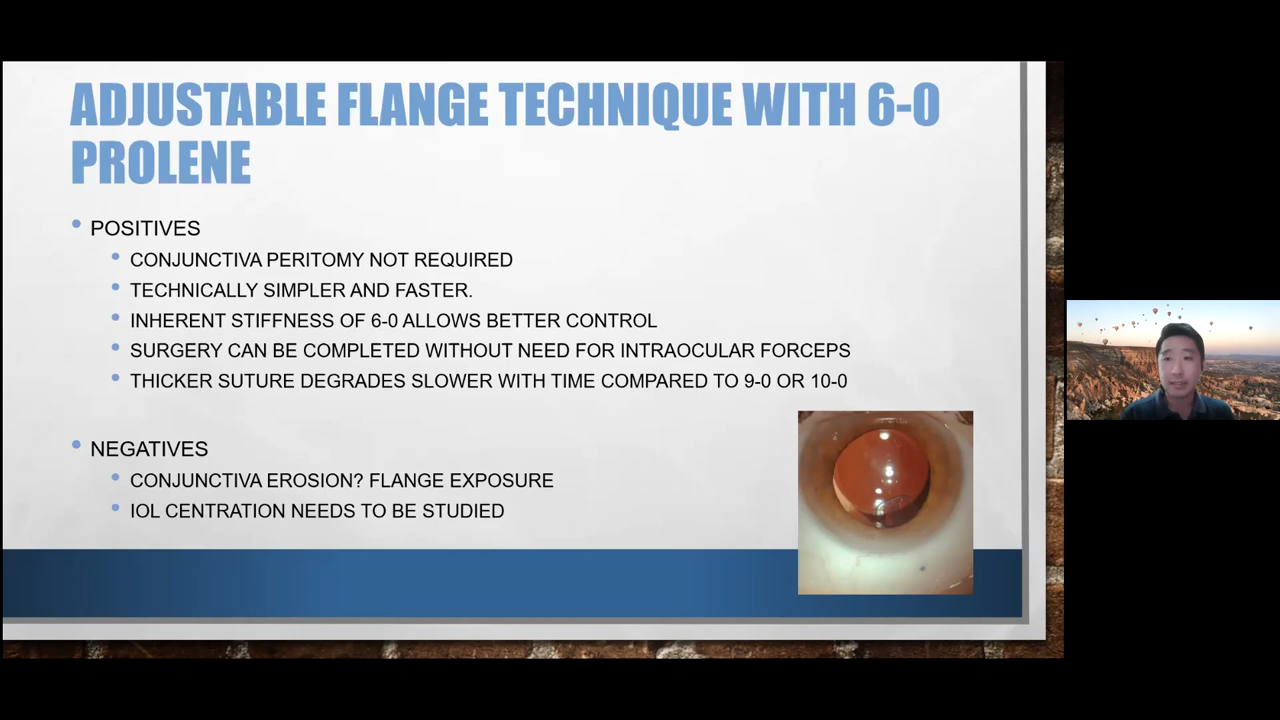 ADJUSTABLE FLANGE TECHNIQUE WITH 6-0
PROLENE
POSITIVES
CONJUNCTIVA PERITOMY NOT REQUIRED
TECHNICALLY SIMPLER AND FASTER.
INHERENT STIFFNESS OF 6-0 ALLOWS BETTER CONTROL
SURGERY CAN BE COMPLETED WITHOUT NEED FOR INTRAOCULAR FORCEPS
THICKER SUTURE DEGRADES SLOWER WITH TIME COMPARED TO 9-0 OR 10-0
NEGATIVES
CONJUNCTIVA EROSION? FLANGE EXPOSURE
IOL CENTRATION NEEDS TO BE STUDIED